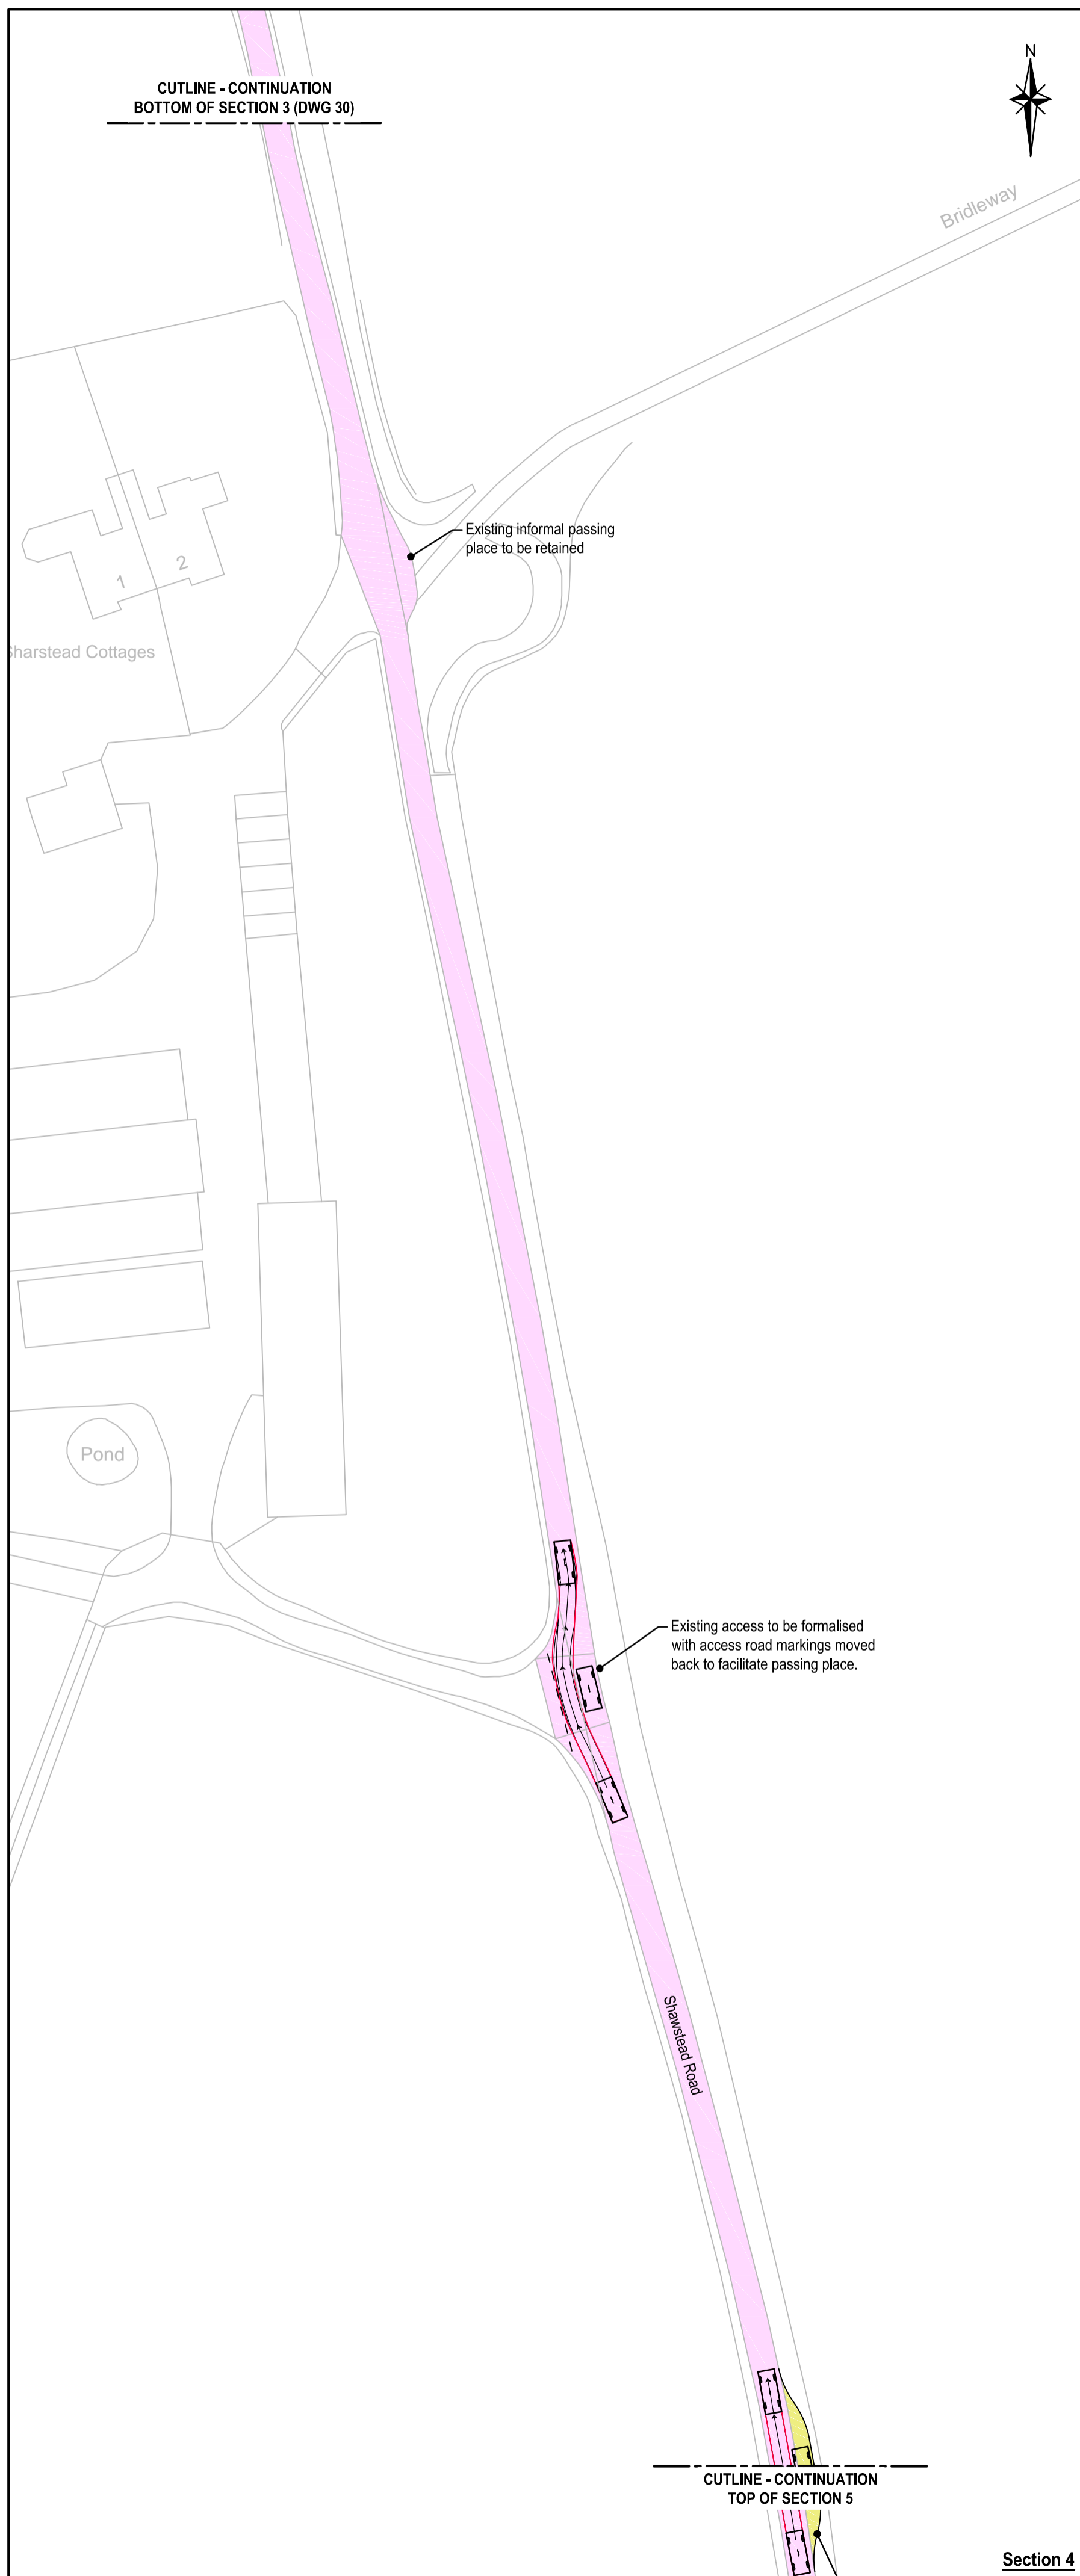 CUTLINE - CONTINUATION
BOTTOM OF SECTION 3 (DWG 30)
N
Bridleway
Existing informal passing
place to be retained
1
2
Sharstead Cottages
Pond
Existing access to be formalised
with access road markings moved
back to facilitate passing place.
Shawstead Road
CUTLINE - CONTINUATION
TOP OF SECTION 5
Section 4